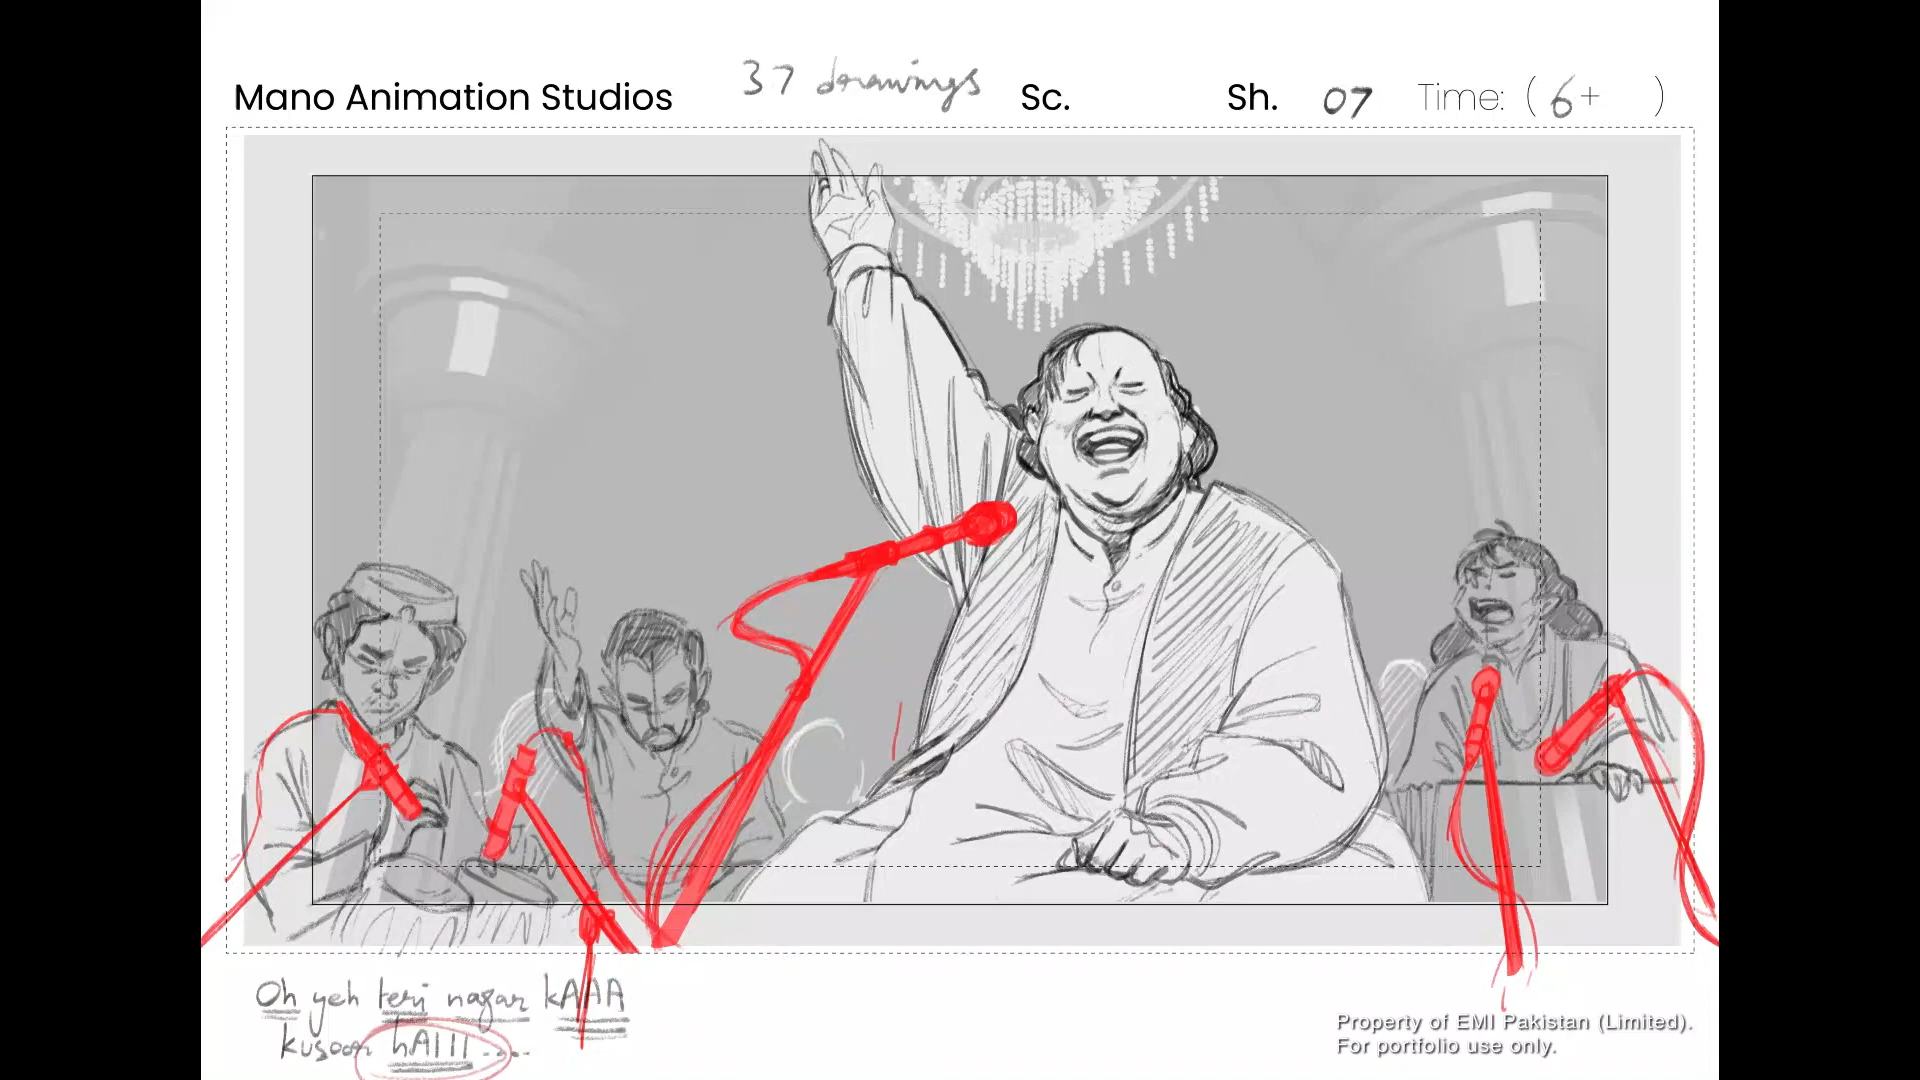 Mano Animation Studios 37 drawings Sc. Sh. 07 Time: ( 6+ )
Oh yeh teri nazar kAAA
kusoor hAIII....
Property of EMI Pakistan (Limited).
For portfolio use only.